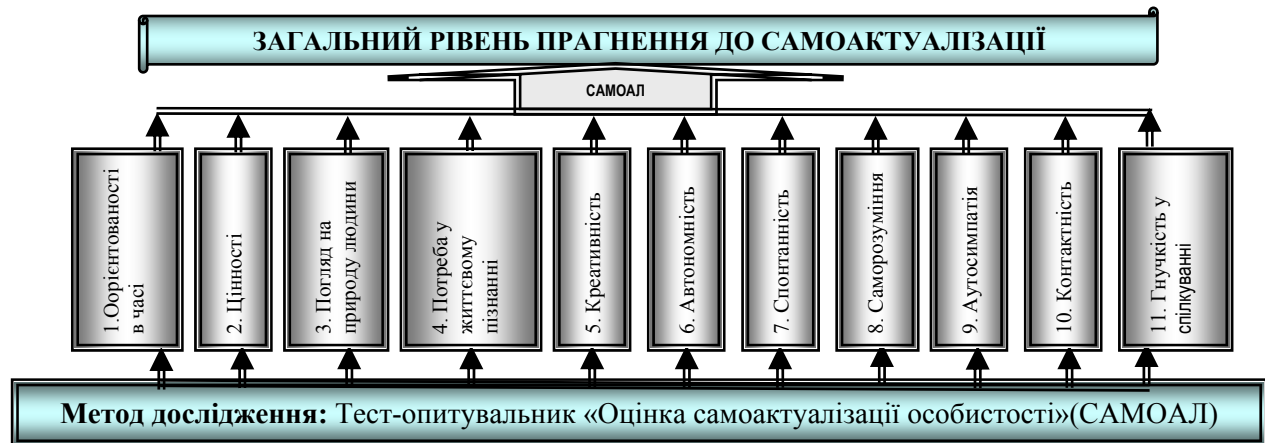 ЗАГАЛЬНИЙ РІВЕНЬ ПРАГНЕННЯ ДО САМОАКТУАЛІЗАЦІЇ
САМОАЛ
1.Оорієнтованості
в часі
2. Цінності
3. Погляд на
природу людини
4. Потреба у
життєвому
пізнанні
5. Креативність
6. Автономність
7. Спонтанність
8. Саморозуміння
9. Аутосимпатія
10. Контактність
11. Гнучкість у
спілкуванні
Метод дослідження: Тест-опитувальник «Оцінка самоактуалізації особистості»(САМОАЛ)